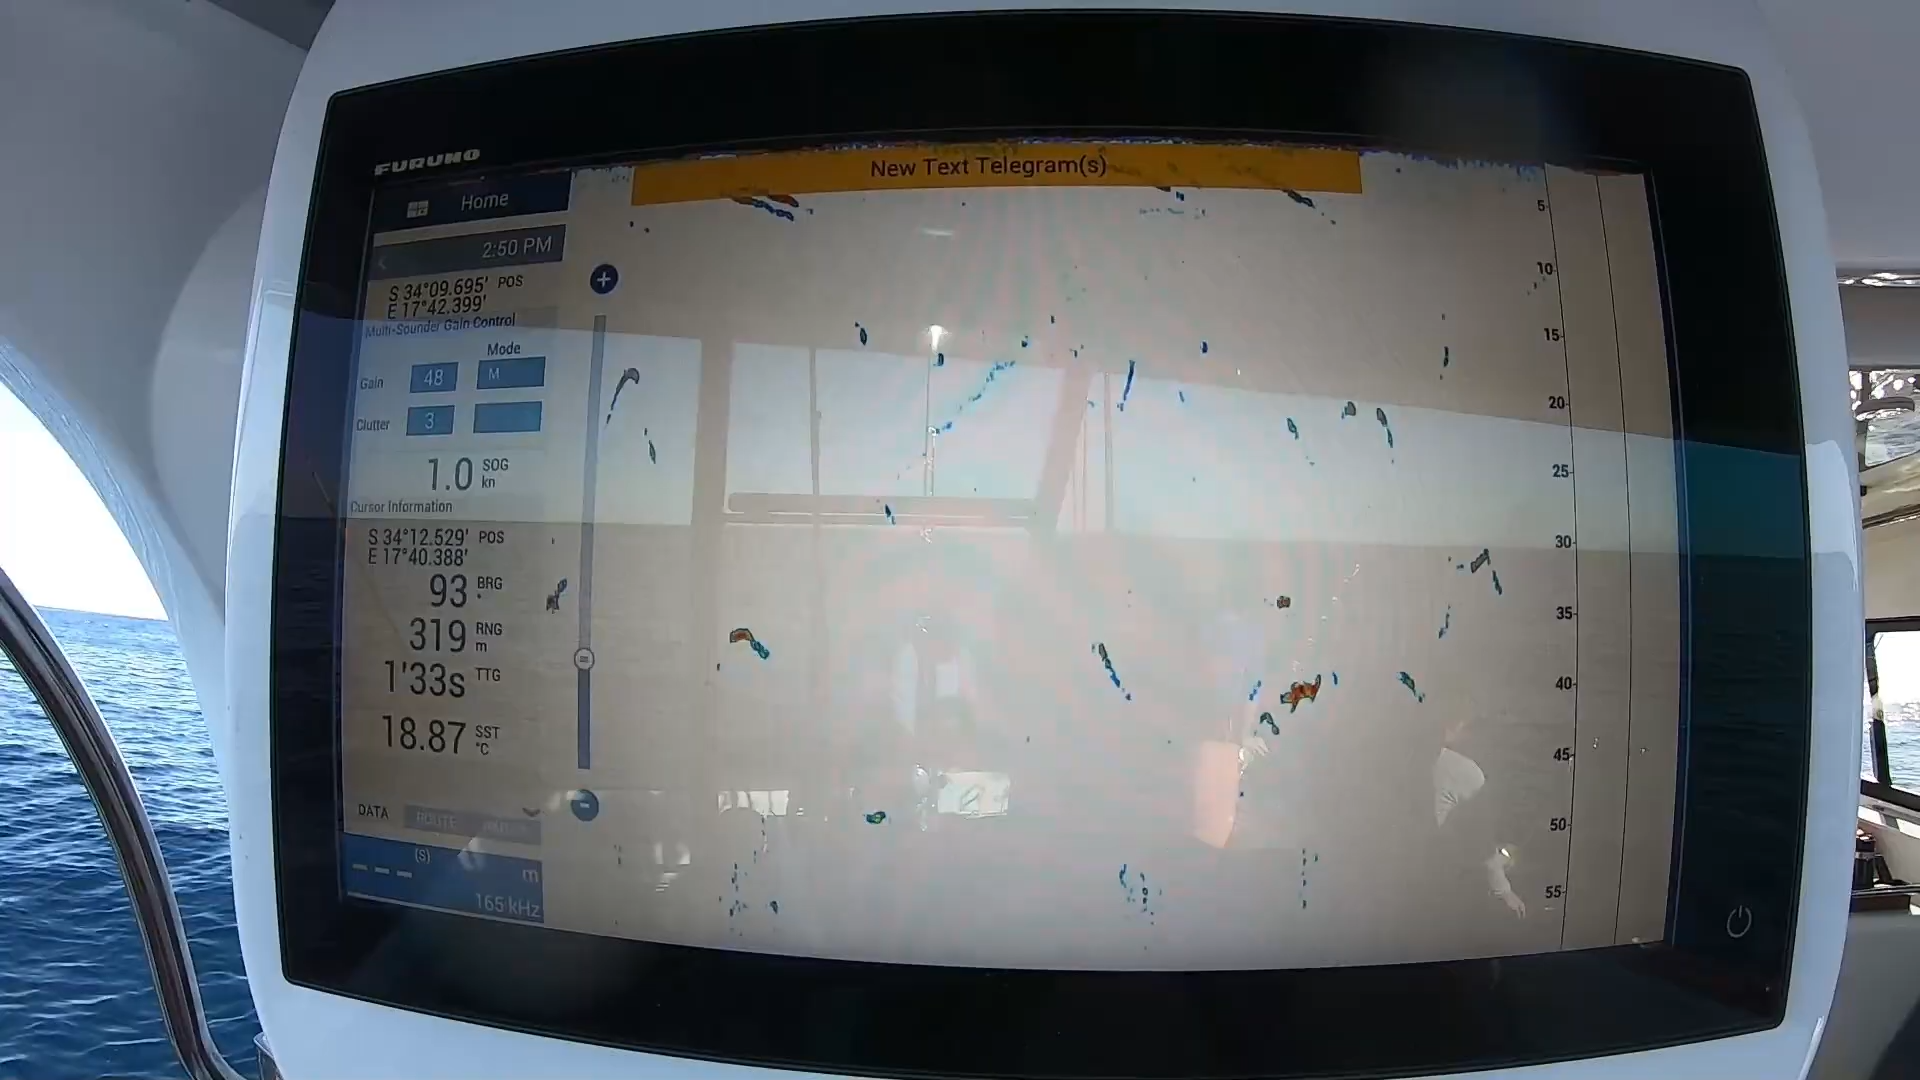 FURUNO
New Text Telegram(s)
Home
2:50 PM
S 34°09.695' POS
E 17°42.399'
Multi-Sounder Gain Control
Mode
Gain 48 M
Clutter 3
1.0 SOG kn
Cursor Information
S 34°12.529' POS
E 17°40.388'
93 BRG °
319 RNG m
1'33s TTG
18.87 SST °C
DATA ROUTE
(S)
--- m
165 kHz
5
10
15
20
25
30
35
40
45
50
55